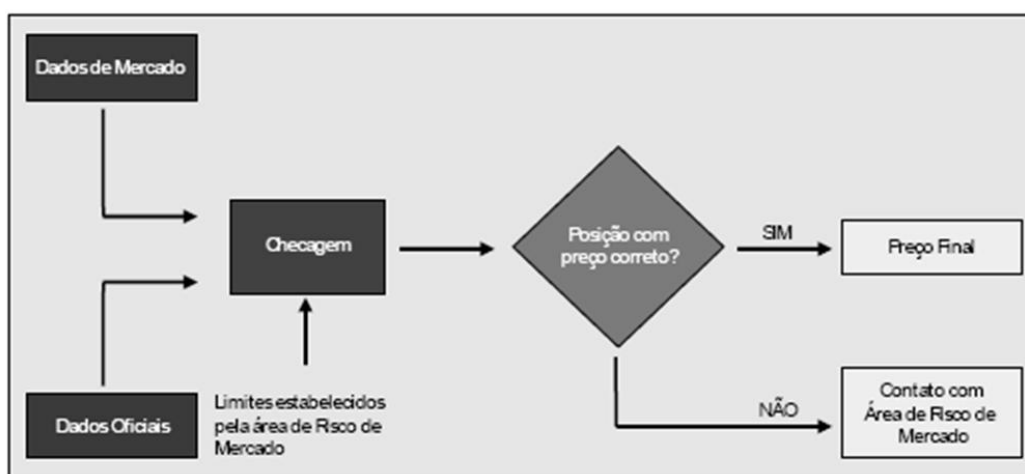 Dados de Mercado
Checagem
Posição com
preço correto?
SIM
Preço Final
Dados Oficiais
Limites estabelecidos
pela área de Risco de
Mercado
NÃO
Contato com
Área de Risco de
Mercado